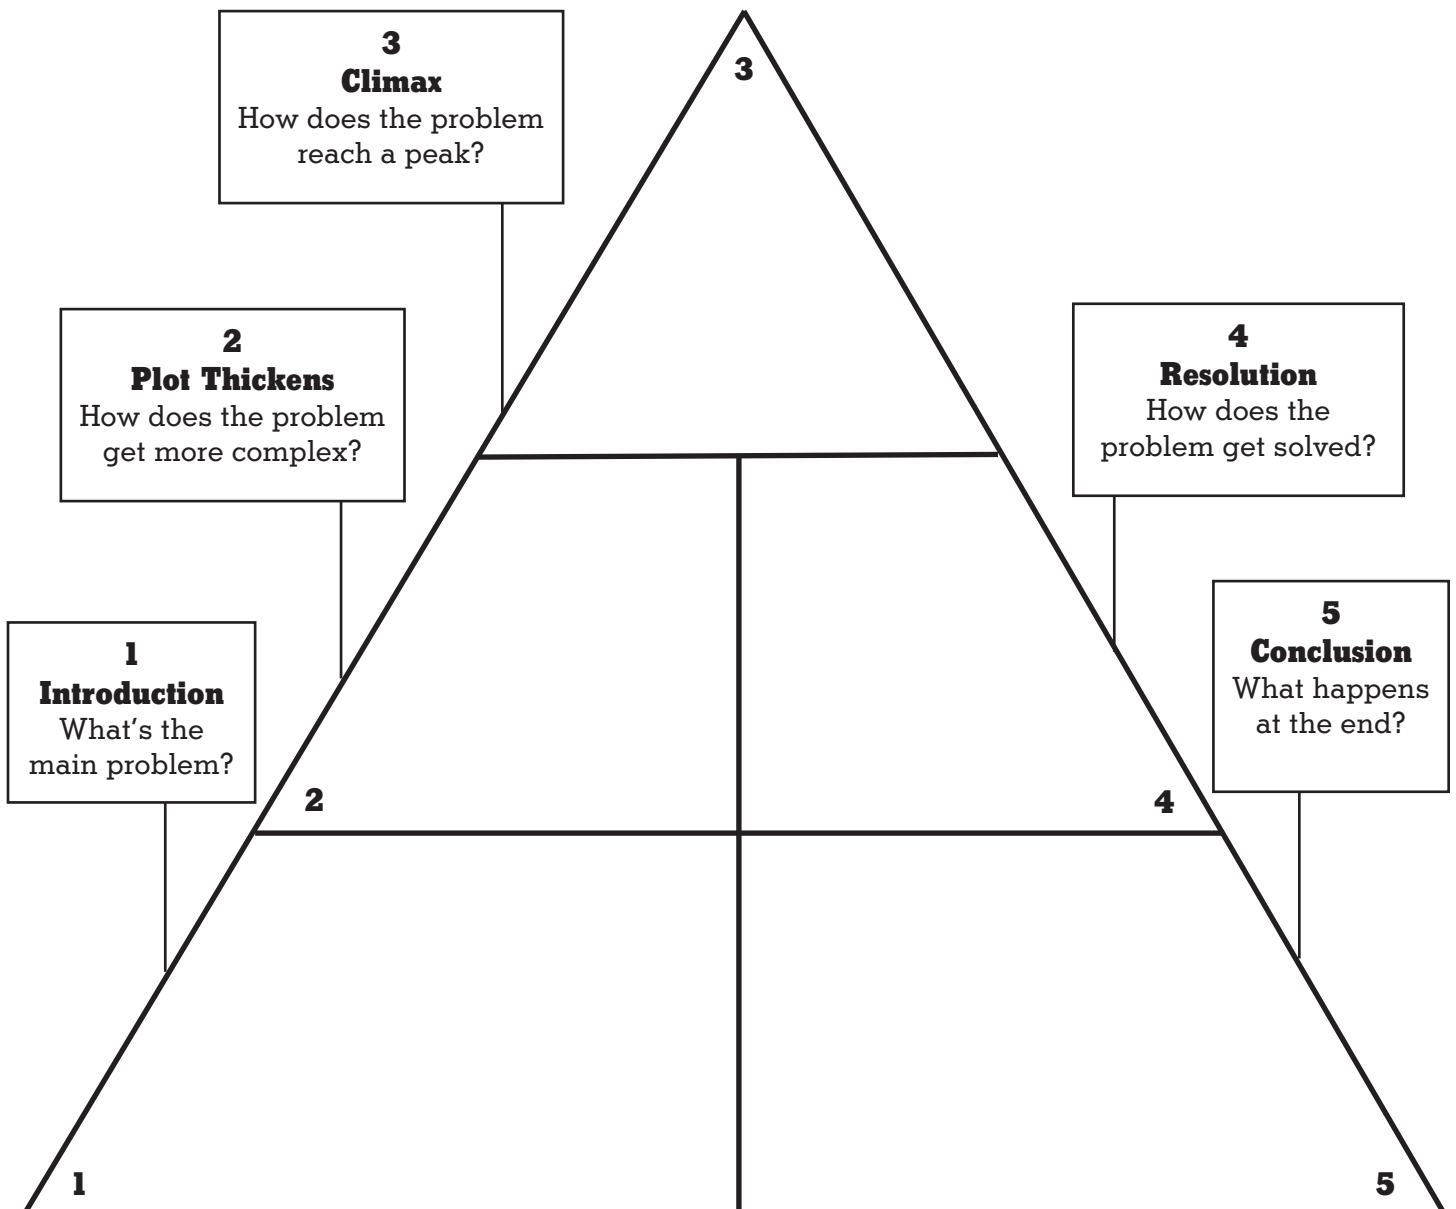 3
Climax
How does the problem
reach a peak?
3
2
Plot Thickens
How does the problem
get more complex?
4
Resolution
How does the
problem get solved?
1
Introduction
What's the
main problem?
5
Conclusion
What happens
at the end?
2
4
1
5